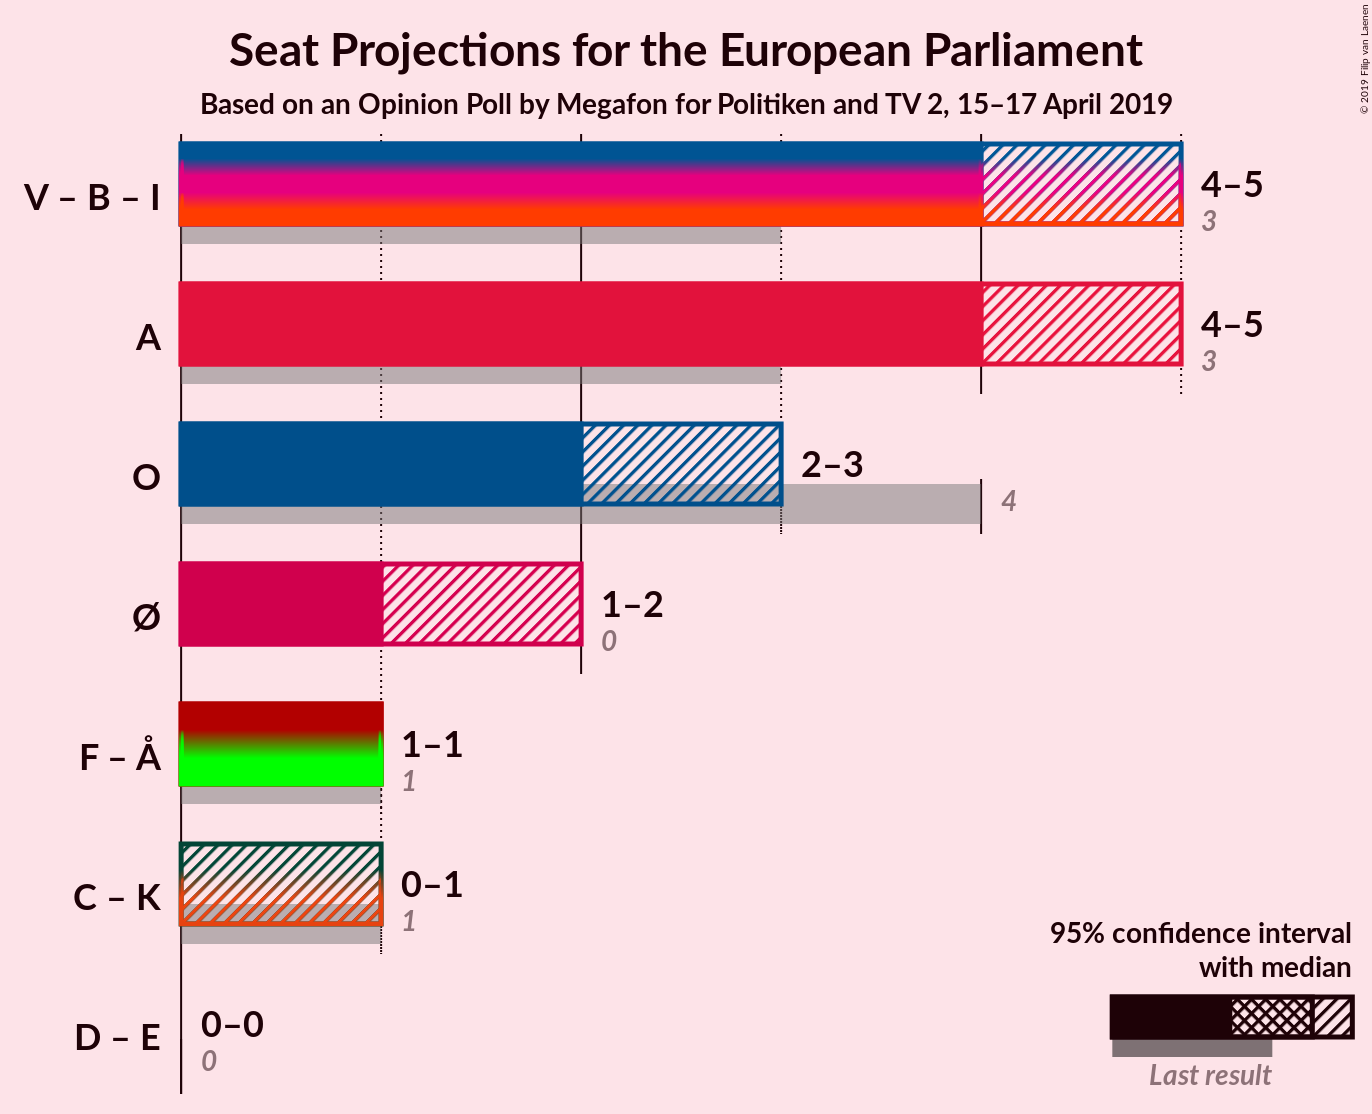 Seat Projections for the European Parliament
Based on an Opinion Poll by Megafon for Politiken and TV 2, 15–17 April 2019
© 2019 Filip van Laenen
V – B – I
4–5
3
A
4–5
3
O
2–3
4
Ø
1–2
0
F – Å
1–1
1
C – K
0–1
1
D – E
0–0
0
95% confidence interval
with median
Last result